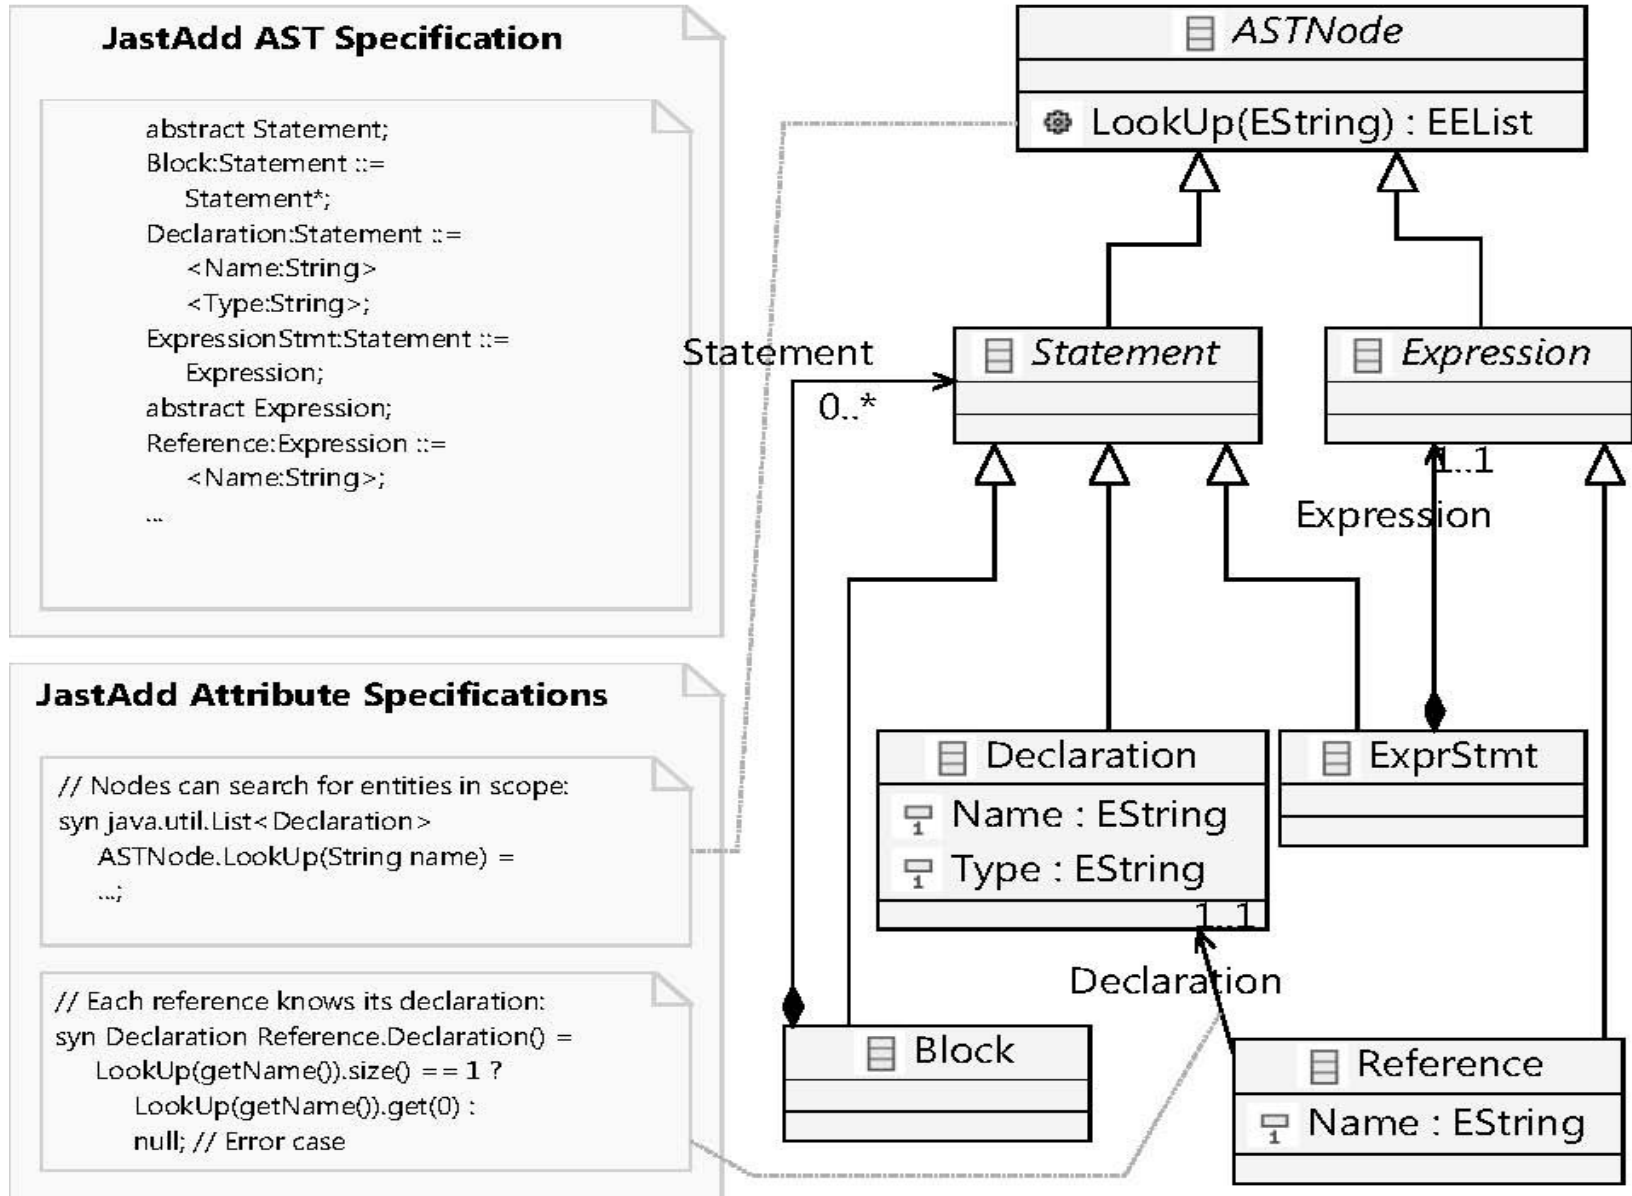 JastAdd AST Specification
abstract Statement;
Block:Statement ::=
Statement*;
Declaration:Statement ::=
<Name:String>
<Type:String>;
ExpressionStmt:Statement ::=
Expression;
abstract Expression;
Reference:Expression ::=
<Name:String>;
...
JastAdd Attribute Specifications
// Nodes can search for entities in scope:
syn java.util.List<Declaration>
ASTNode.LookUp(String name) =
...;
// Each reference knows its declaration:
syn Declaration Reference.Declaration() =
LookUp(getName()).size() == 1 ?
LookUp(getName()).get(0) :
null; // Error case
ASTNode
LookUp(EString) : EEList
Statement
0..*
Statement
Expression
1..1
Expression
Declaration
Name : EString
Type : EString
1..1
Declaration
ExprStmt
Block
Reference
Name : EString